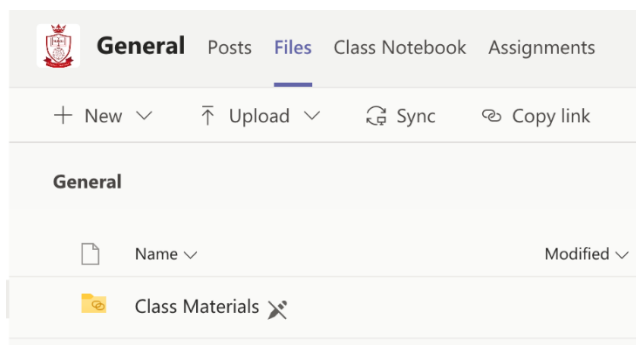 General Posts Files Class Notebook Assignments
New Upload Sync Copy link
General
Name Modified
Class Materials